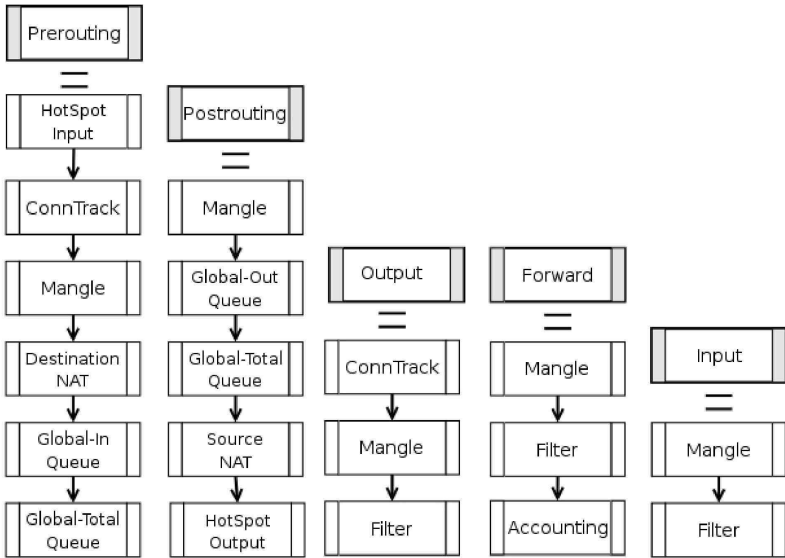 Prerouting
HotSpot
Input
ConnTrack
Mangle
Destination
NAT
Global-In
Queue
Global-Total
Queue
Postrouting
Mangle
Global-Out
Queue
Global-Total
Queue
Source
NAT
HotSpot
Output
Output
ConnTrack
Mangle
Filter
Forward
Mangle
Filter
Accounting
Input
Mangle
Filter